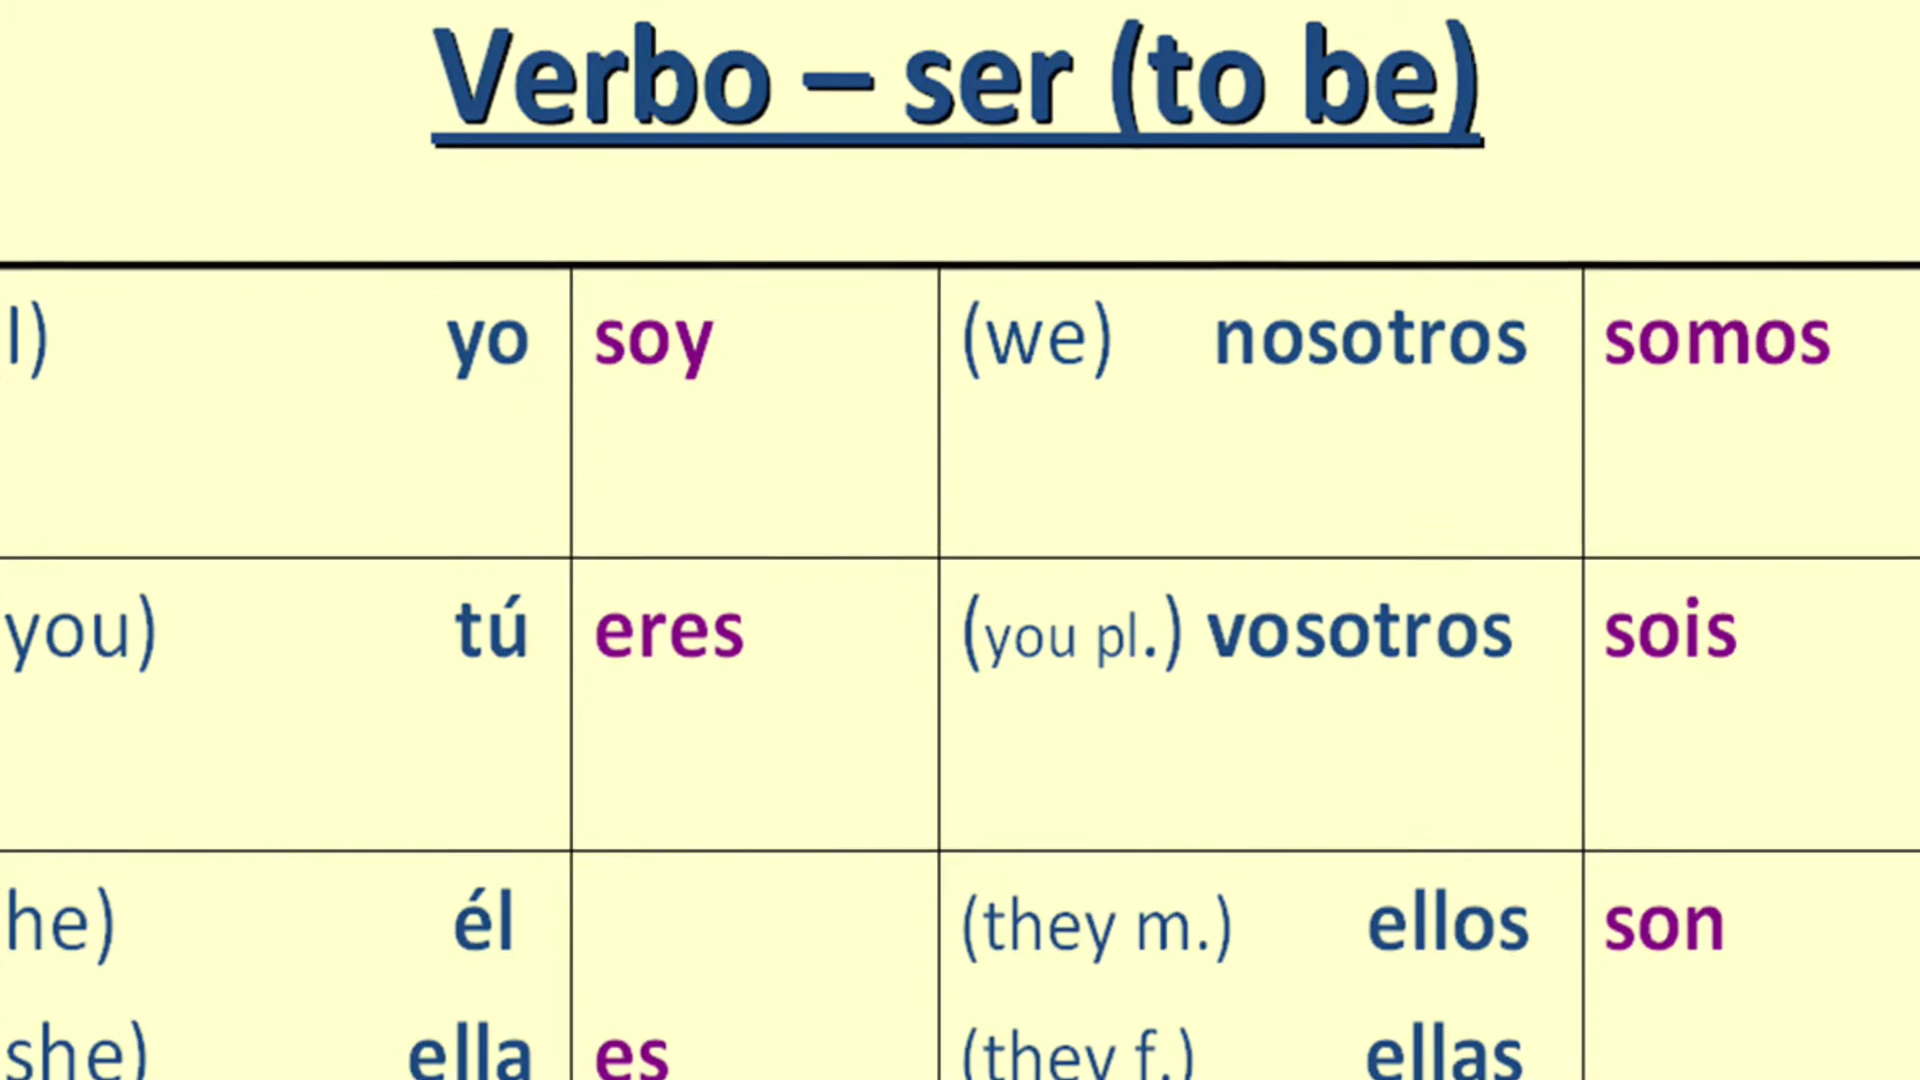 Verbo – ser (to be)
I) yo soy (we) nosotros somos
you) tú eres (you pl.) vosotros sois
he) él (they m.) ellos son
she) ella es (they f.) ellas